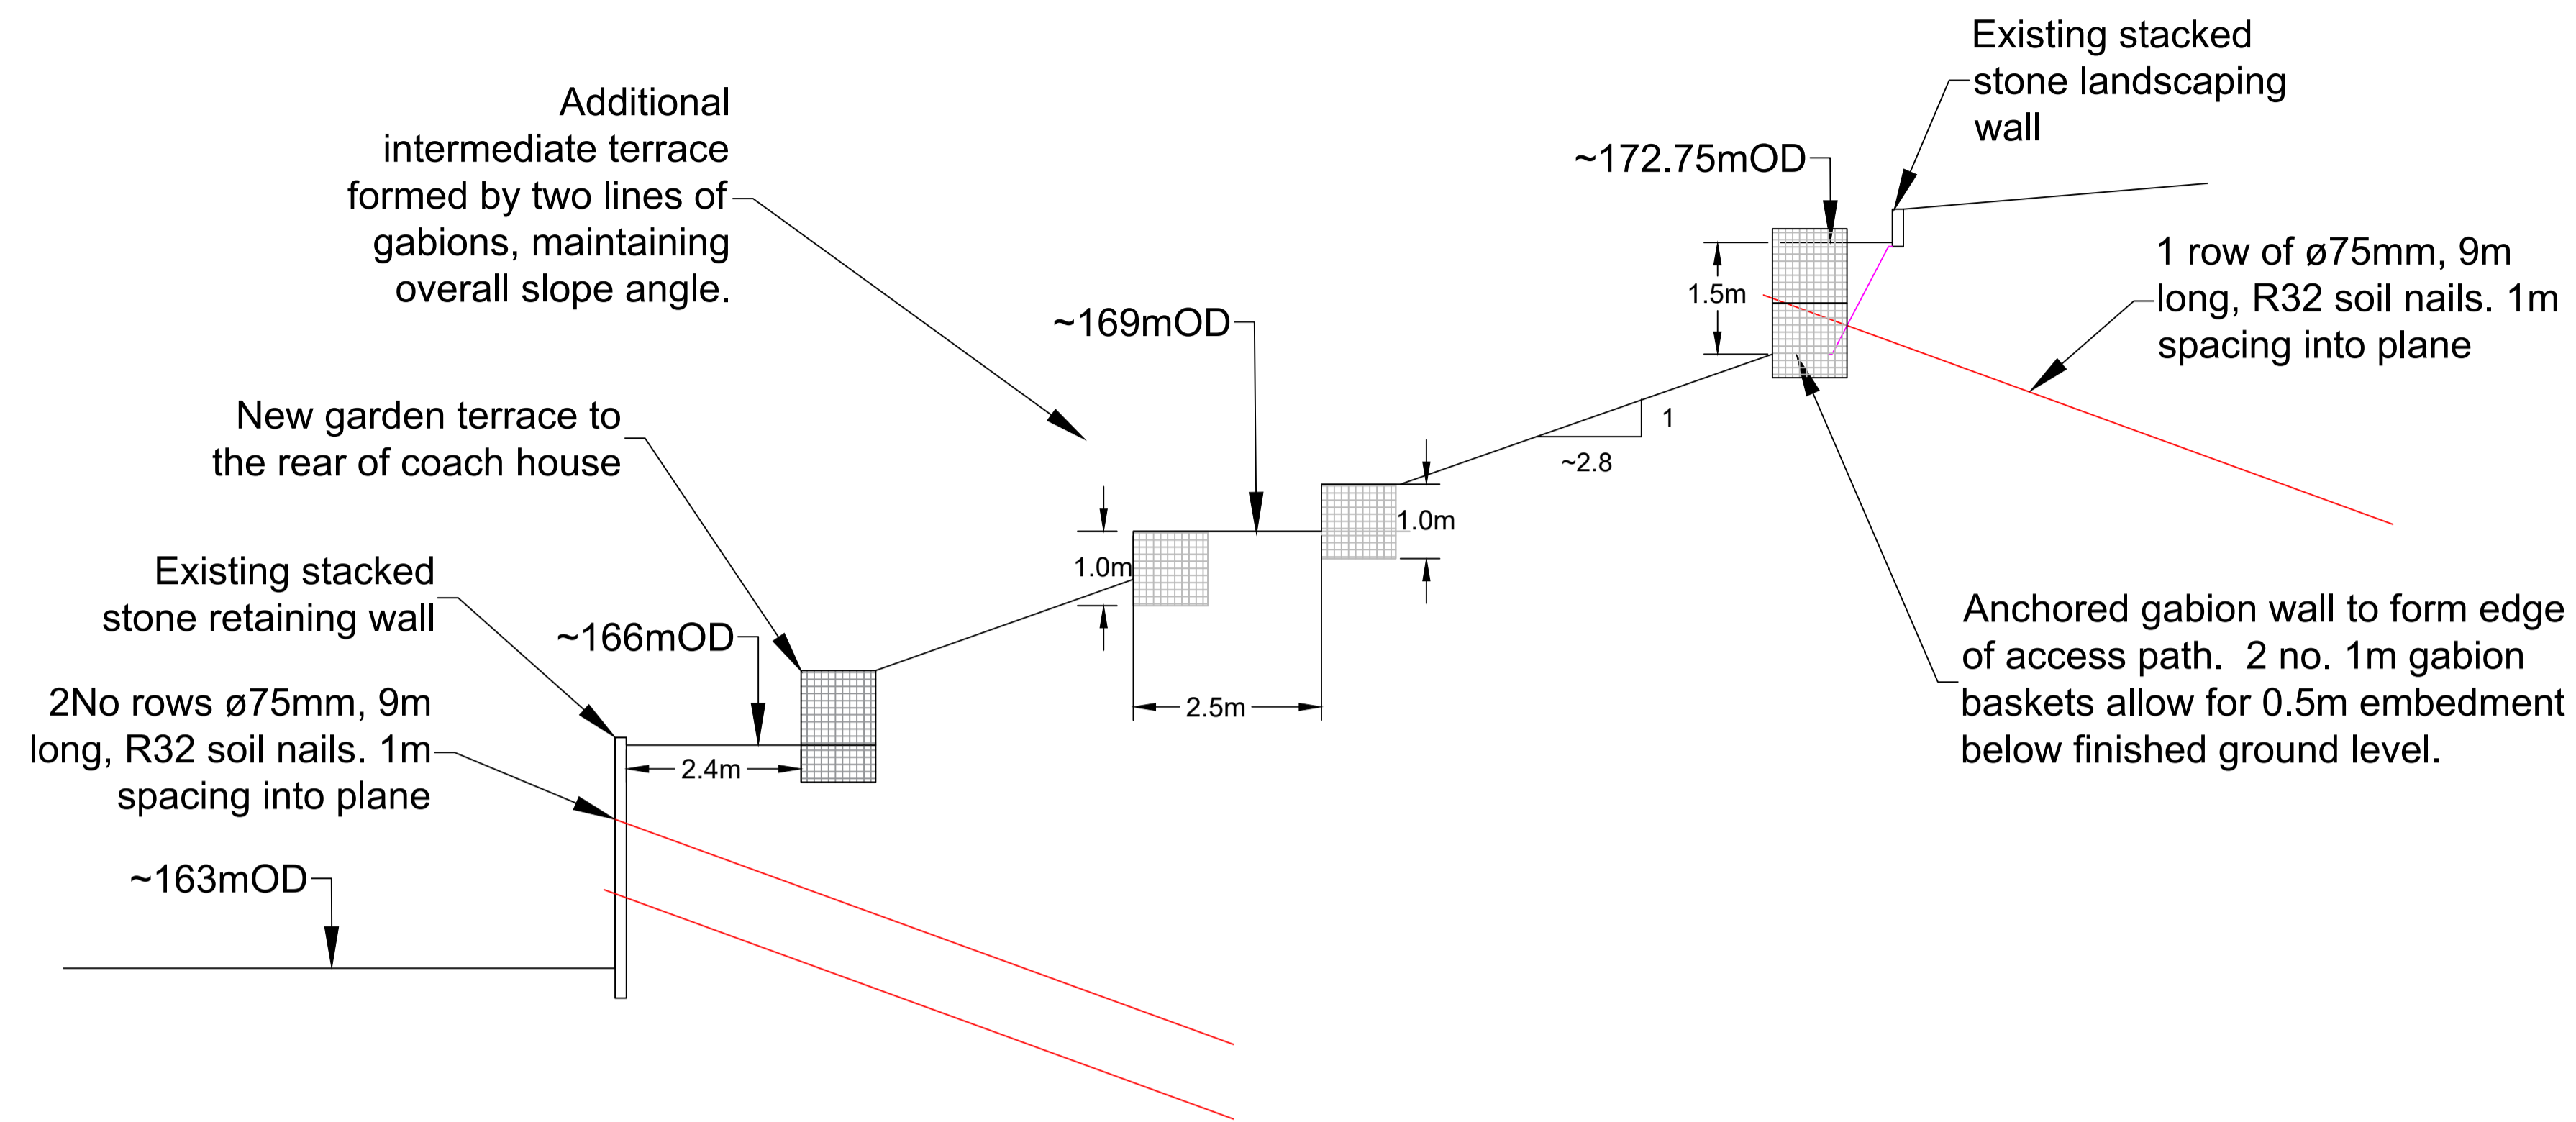 Existing stacked
stone landscaping
wall
Additional
intermediate terrace
formed by two lines of
gabions, maintaining
overall slope angle.
~172.75mOD
1 row of ø75mm, 9m
long, R32 soil nails. 1m
spacing into plane
1.5m
~169mOD
New garden terrace to
the rear of coach house
1
~2.8
1.0m
1.0m
Existing stacked
stone retaining wall
~166mOD
Anchored gabion wall to form edge
of access path. 2 no. 1m gabion
baskets allow for 0.5m embedment
below finished ground level.
2No rows ø75mm, 9m
long, R32 soil nails. 1m
spacing into plane
2.5m
2.4m
~163mOD